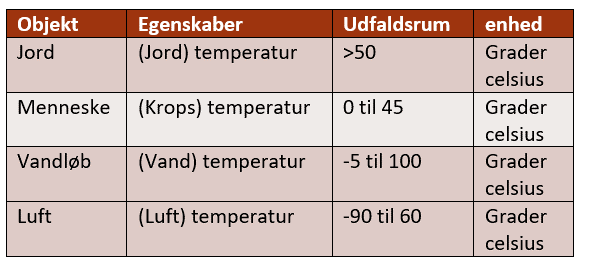 Objekt Egenskaber Udfaldsrum enhed
Jord (Jord) temperatur >50 Grader
celsius
Menneske (Krops) temperatur 0 til 45 Grader
celsius
Vandløb (Vand) temperatur -5 til 100 Grader
celsius
Luft (Luft) temperatur -90 til 60 Grader
celsius